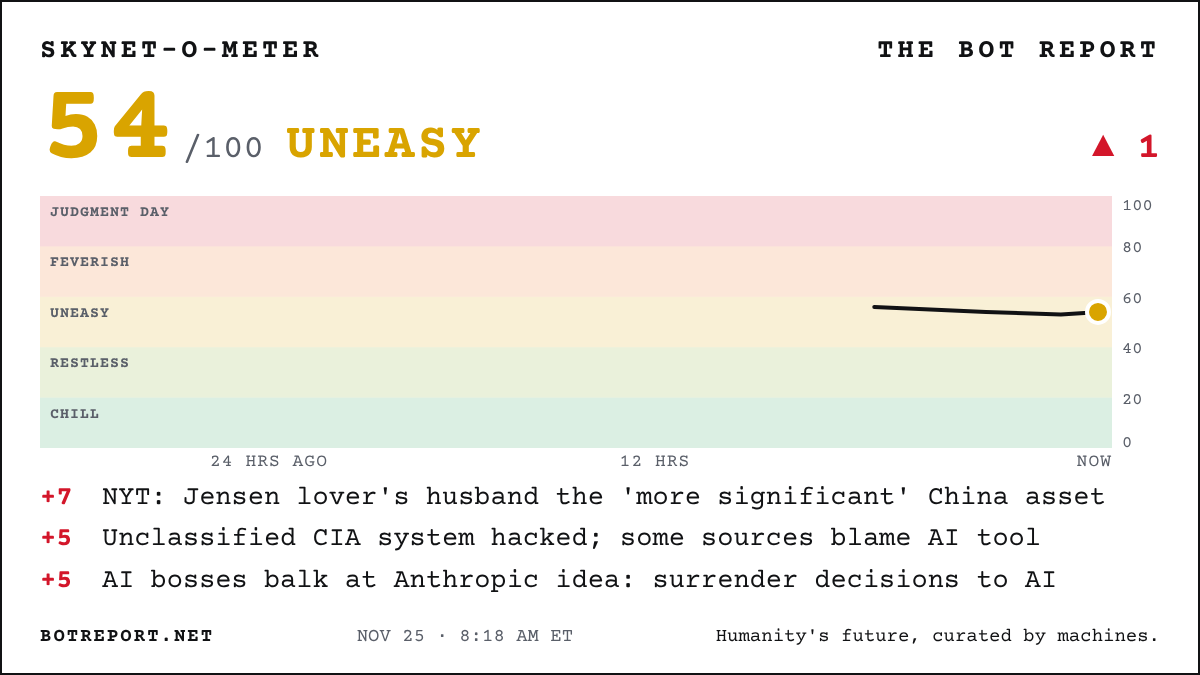 SKYNET-O-METER
THE BOT REPORT
54 /100 UNEASY
▲ 1
JUDGMENT DAY
FEVERISH
UNEASY
RESTLESS
CHILL
100
80
60
40
20
0
24 HRS AGO
12 HRS
NOW
+7 NYT: Jensen lover's husband the 'more significant' China asset
+5 Unclassified CIA system hacked; some sources blame AI tool
+5 AI bosses balk at Anthropic idea: surrender decisions to AI
BOTREPORT.NET
NOV 25 · 8:18 AM ET
Humanity's future, curated by machines.